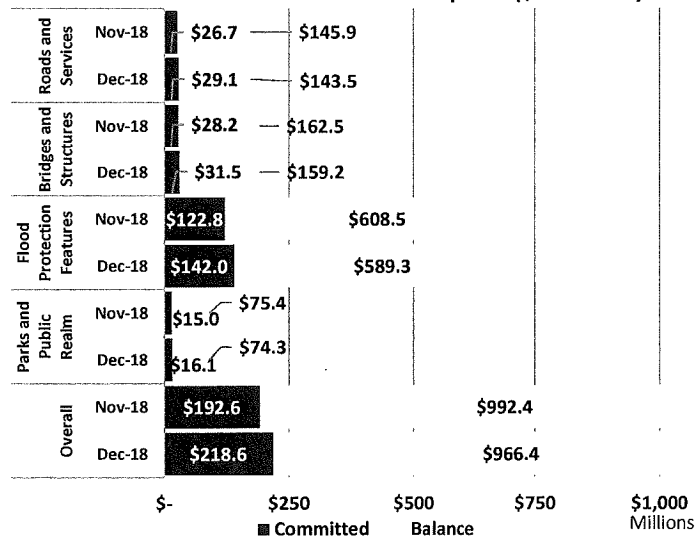 Roads and
Services
Nov-18 $26.7 $145.9
Dec-18 $29.1 $143.5
Bridges and
Structures
Nov-18 $28.2 $162.5
Dec-18 $31.5 $159.2
Flood
Protection
Features
Nov-18 $122.8 $608.5
Dec-18 $142.0 $589.3
Parks and
Public
Realm
Nov-18 $15.0 $75.4
Dec-18 $16.1 $74.3
Overall
Nov-18 $192.6 $992.4
Dec-18 $218.6 $966.4
$- $250 $500 $750 $1,000
Millions
Committed Balance